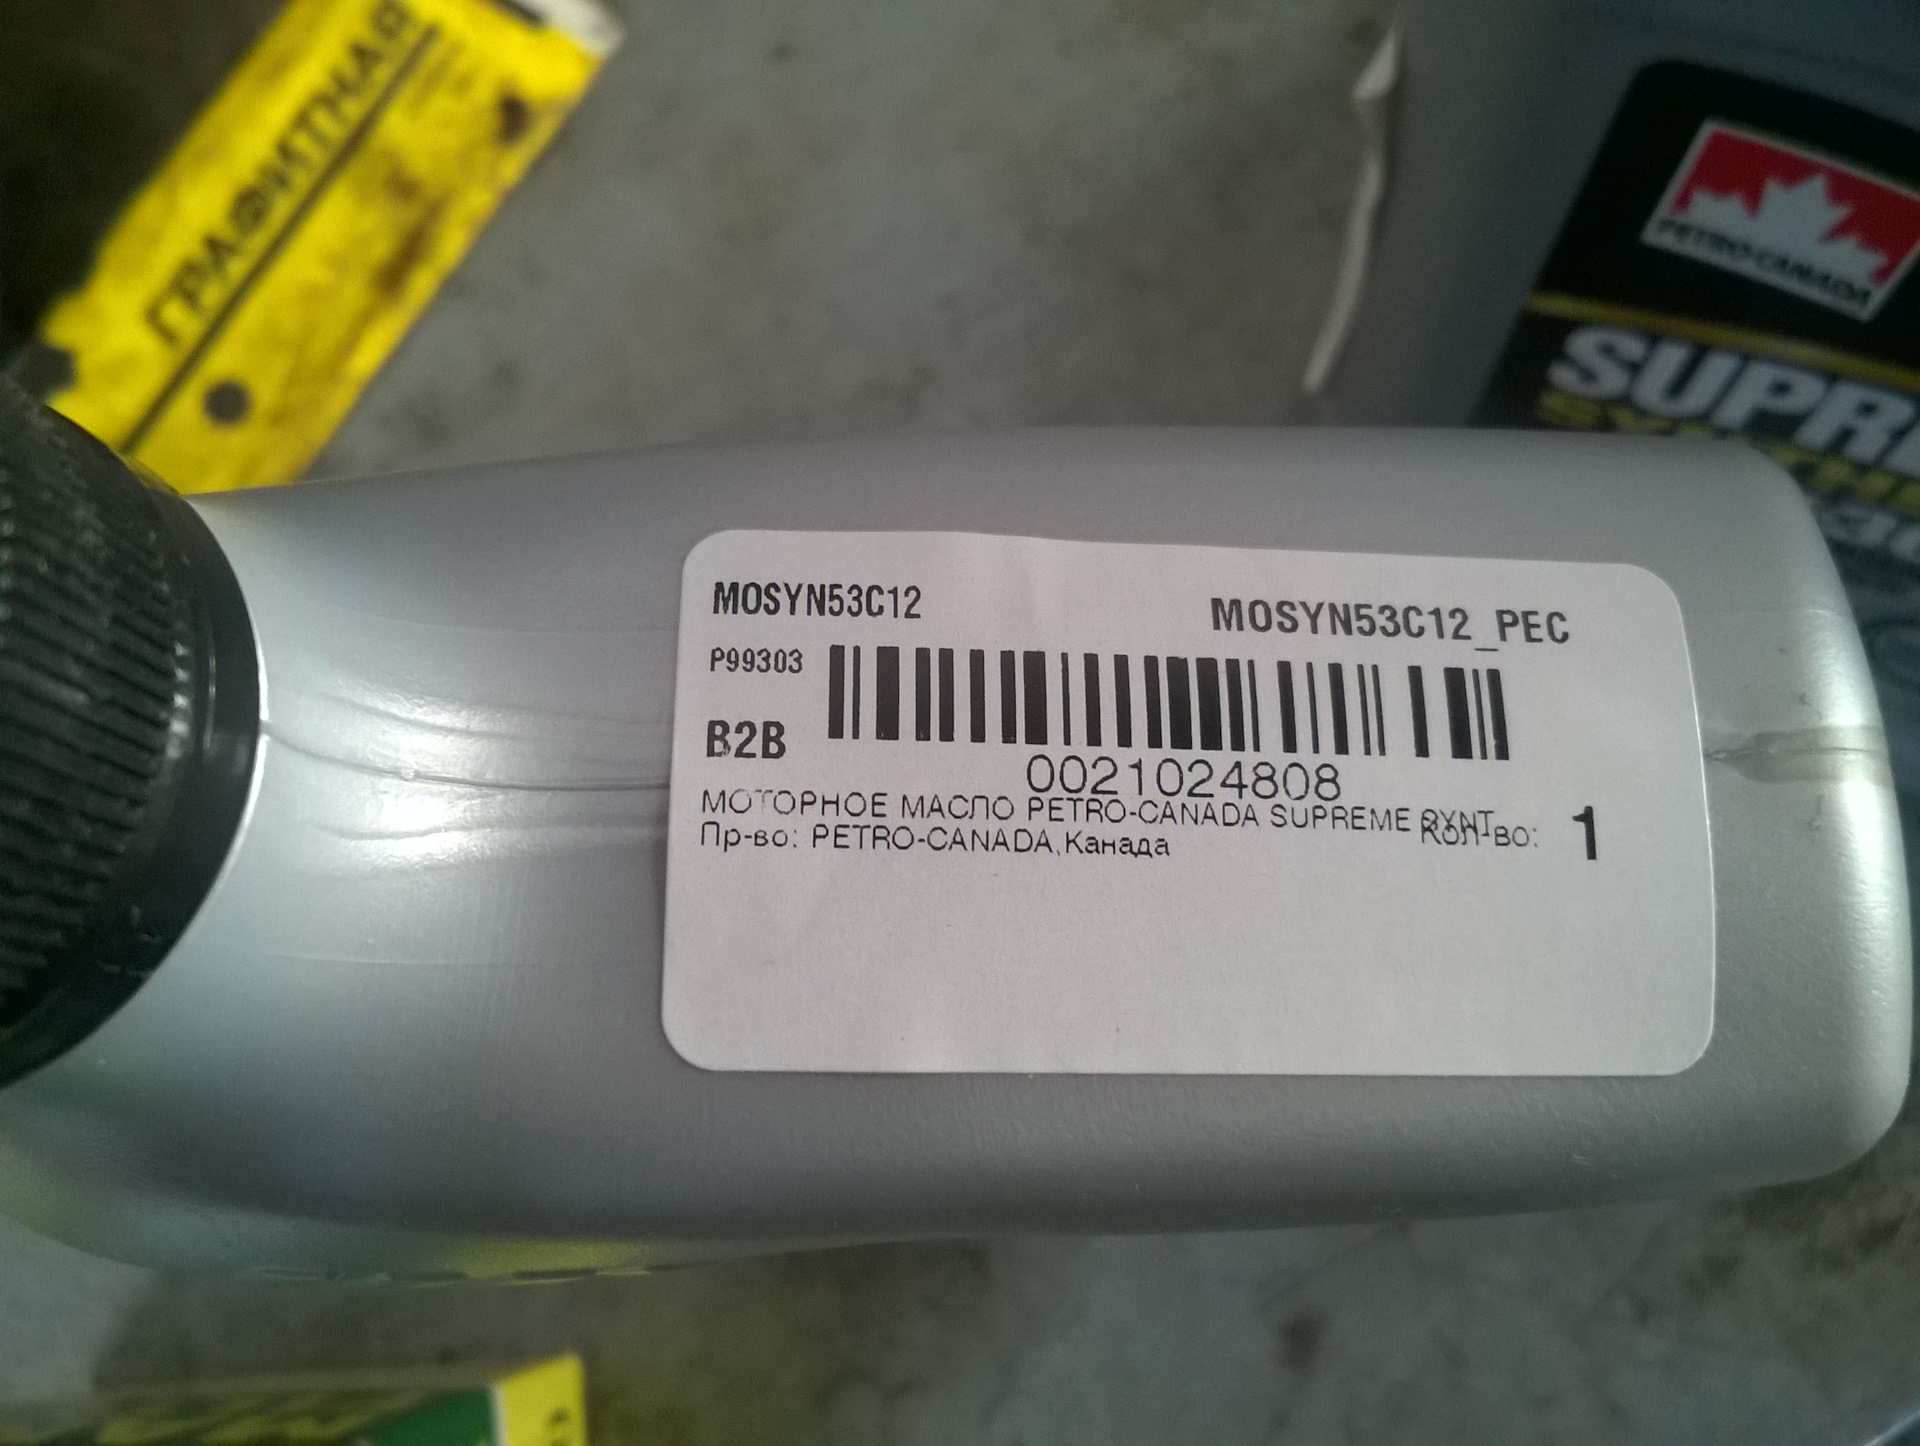 ГРАФИТНАЯ
PETRO-CANADA
SUPRE
MOSYN53C12
MOSYN53C12_PEC
P99303
B2B
0021024808
МОТОРНОЕ МАСЛО PETRO-CANADA SUPREME SYNT
Пр-во: PETRO-CANADA,Канада
Кол-во: 1